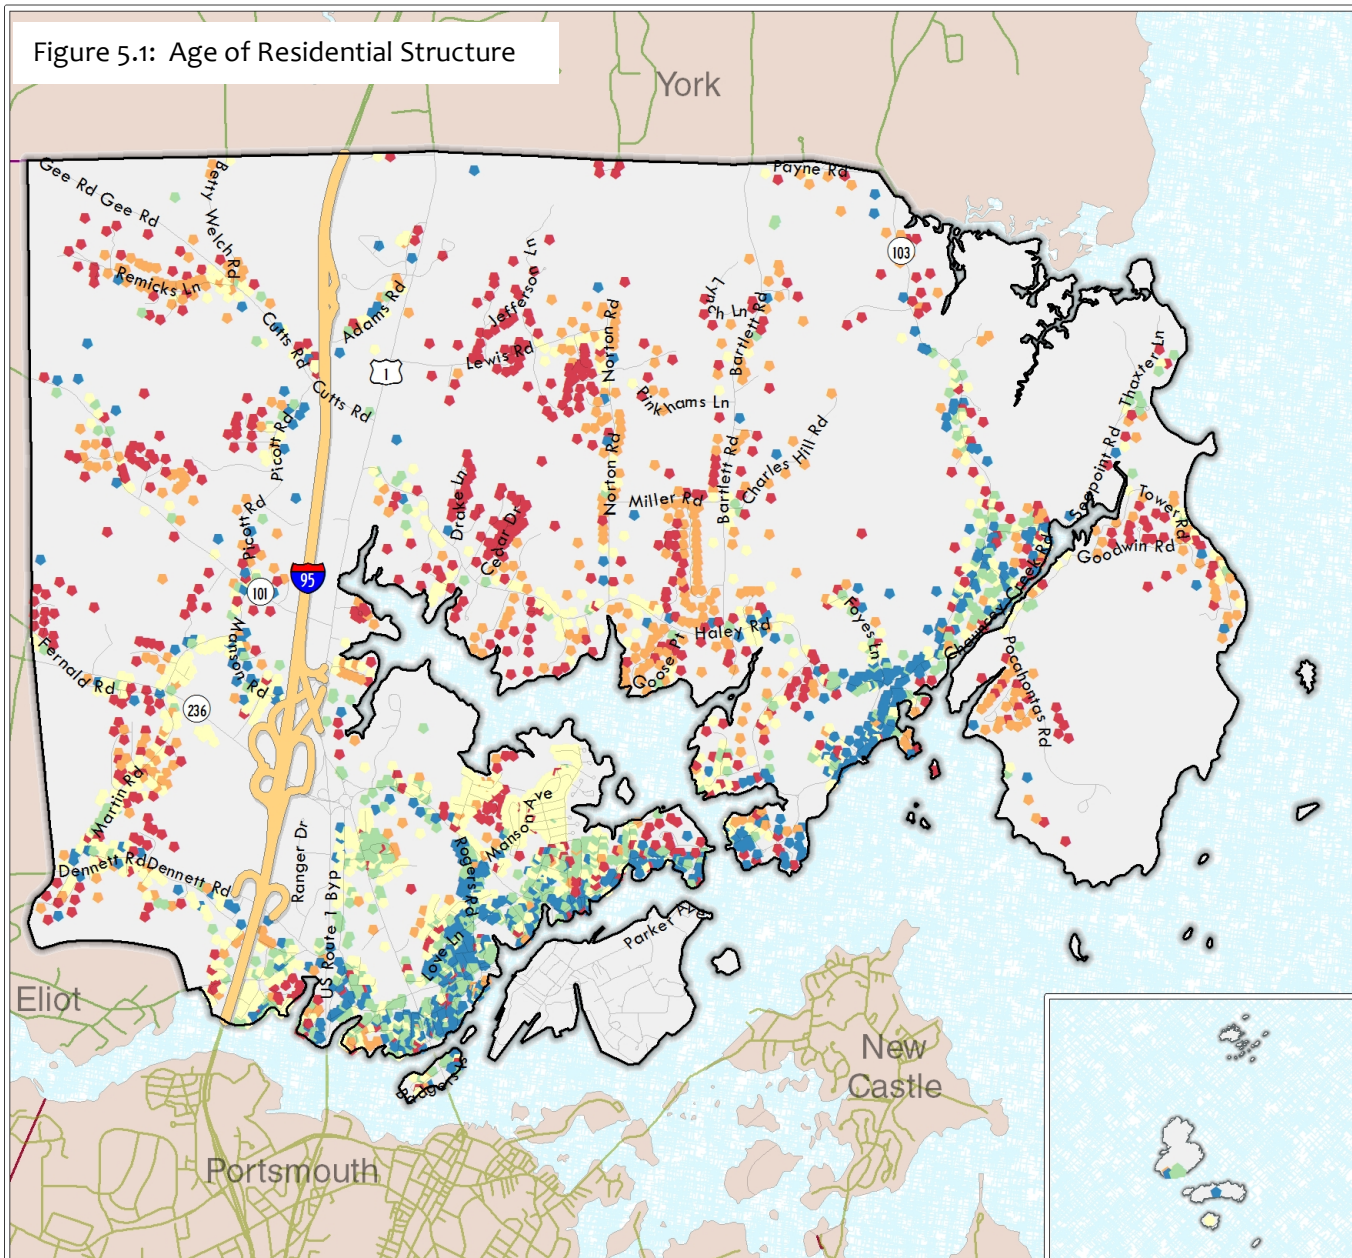 Figure 5.1: Age of Residential Structure
York
Payne Rd
Gee Rd
Gee Rd
Betty Welch Rd
103
Remicks Ln
Jefferson Ln
Lynch Ln
Adams Rd
Cutts Rd
Norton Rd
Bartlett Rd
Lewis Rd
1
Thaxter Ln
Cutts Rd
Pinkhams Ln
Picott Rd
Charles Hill Rd
Norton Rd
Bartlett Rd
Seapoint Rd
Drake Ln
Miller Rd
Tower Rd
Picott Rd
Cedar Dr
Goodwin Rd
95
101
Chauncey Creek Rd
Manson Rd
Foyes Ln
Haley Rd
Fernald Rd
Goose Pt
Pocahontas Rd
236
Martin Rd
Manson Ave
Rogers Rd
Dennett Rd
Dennett Rd
Ranger Dr
US Route 1 Byp
Love Ln
Parker Ave
Eliot
Badgers Is
New
Castle
Portsmouth